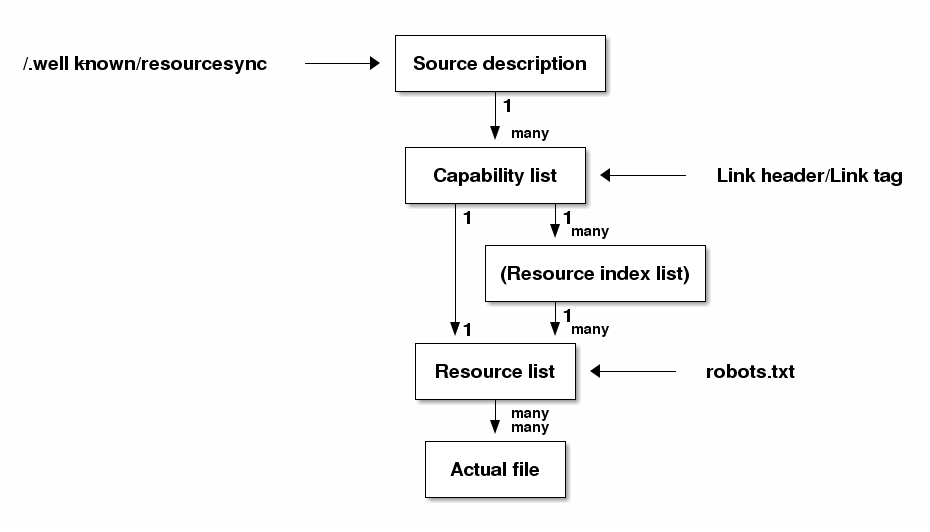 /.well known/resourcesync
Source description
1
many
Capability list
Link header/Link tag
1
1
many
(Resource index list)
1
many
1
Resource list
robots.txt
many
many
Actual file